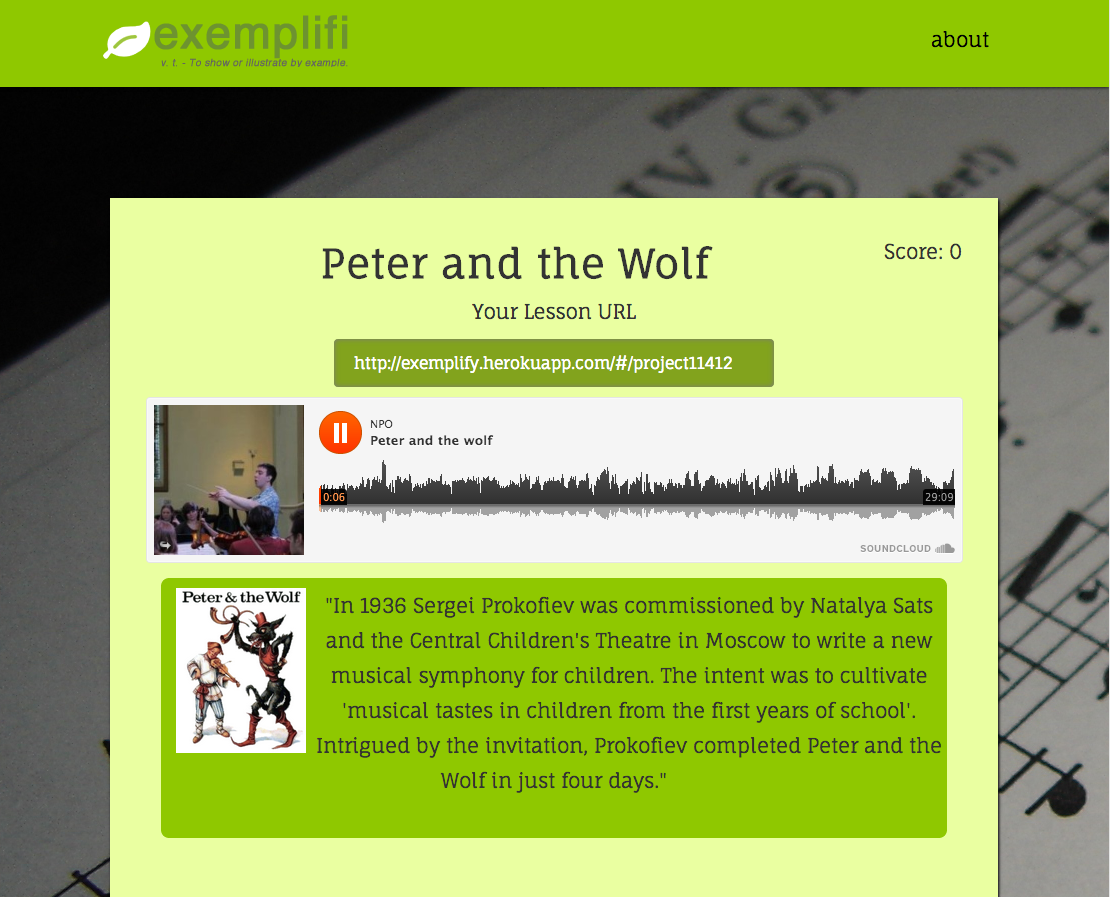 exemplifi
v. t. - To show or illustrate by example.
about
Peter and the Wolf
Score: 0
Your Lesson URL
http://exemplify.herokuapp.com/#/project11412
NPO
Peter and the wolf
0:06
29:09
SOUNDCLOUD
Peter & the Wolf
"In 1936 Sergei Prokofiev was commissioned by Natalya Sats
and the Central Children's Theatre in Moscow to write a new
musical symphony for children. The intent was to cultivate
'musical tastes in children from the first years of school'.
Intrigued by the invitation, Prokofiev completed Peter and the
Wolf in just four days."